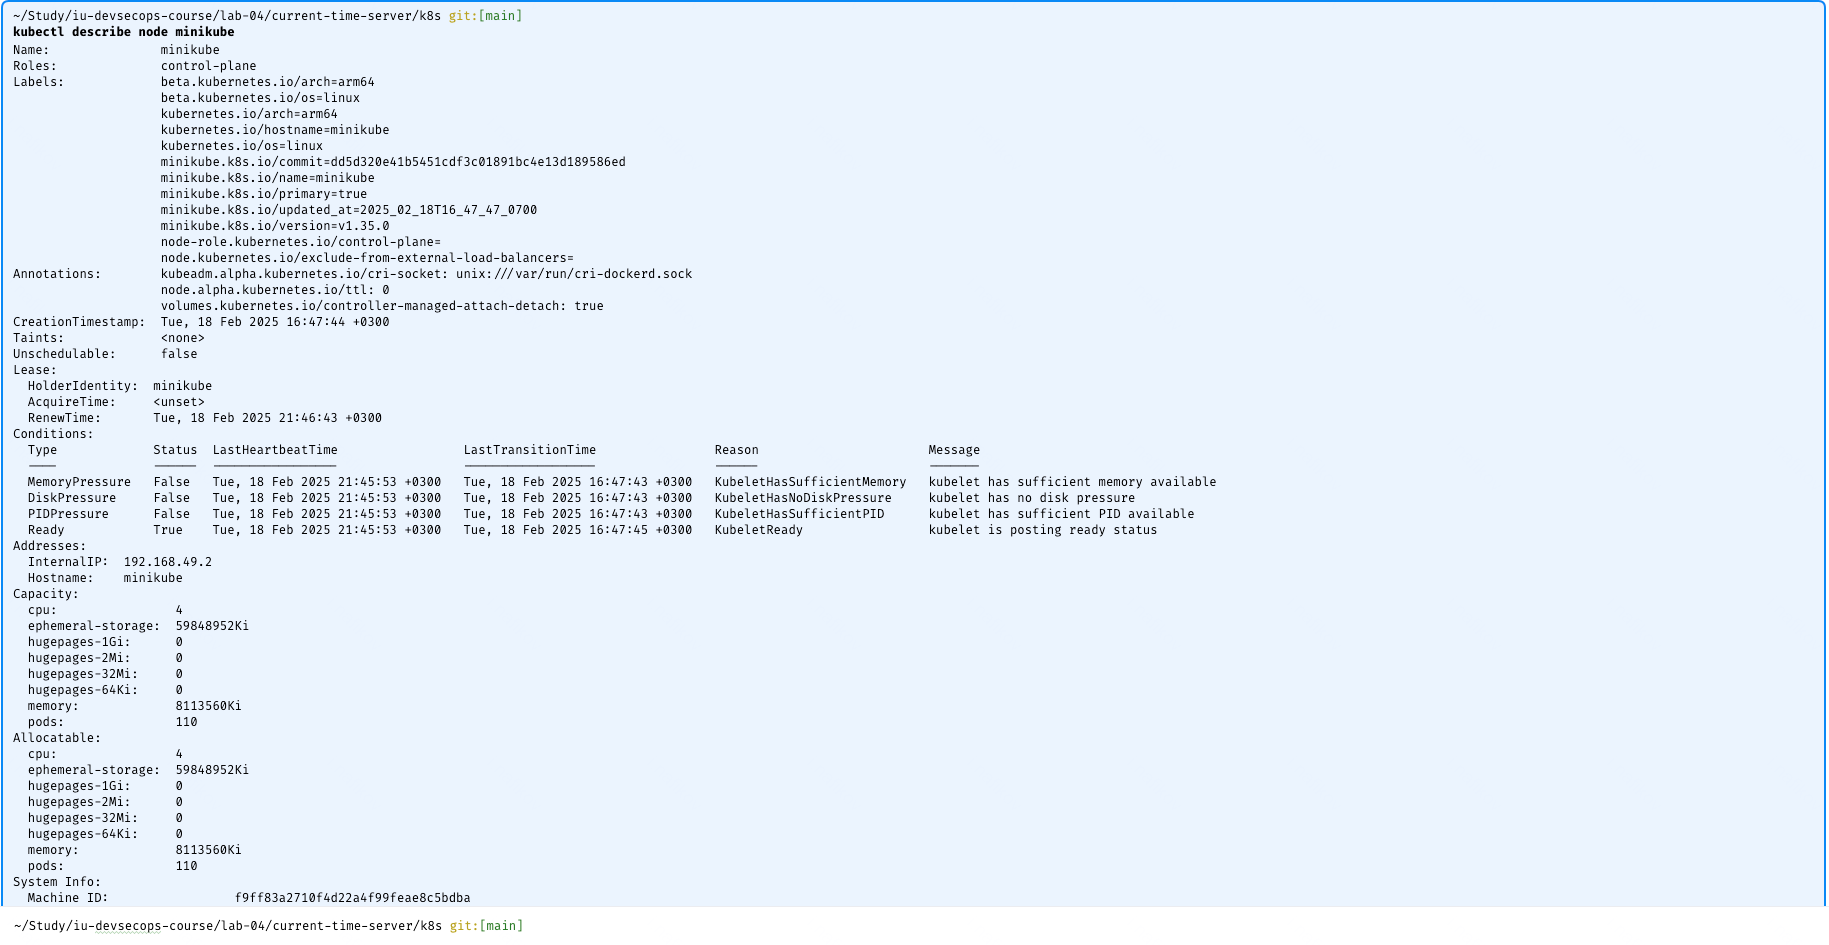 ~/Study/iu-devsecops-course/lab-04/current-time-server/k8s git:[main]
kubectl describe node minikube
Name:               minikube
Roles:              control-plane
Labels:             beta.kubernetes.io/arch=arm64
                    beta.kubernetes.io/os=linux
                    kubernetes.io/arch=arm64
                    kubernetes.io/hostname=minikube
                    kubernetes.io/os=linux
                    minikube.k8s.io/commit=dd5d320e41b5451cdf3c01891bc4e13d189586ed
                    minikube.k8s.io/name=minikube
                    minikube.k8s.io/primary=true
                    minikube.k8s.io/updated_at=2025_02_18T16_47_47_0700
                    minikube.k8s.io/version=v1.35.0
                    node-role.kubernetes.io/control-plane=
                    node.kubernetes.io/exclude-from-external-load-balancers=
Annotations:        kubeadm.alpha.kubernetes.io/cri-socket: unix:///var/run/cri-dockerd.sock
                    node.alpha.kubernetes.io/ttl: 0
                    volumes.kubernetes.io/controller-managed-attach-detach: true
CreationTimestamp:  Tue, 18 Feb 2025 16:47:44 +0300
Taints:             <none>
Unschedulable:      false
Lease:
  HolderIdentity:  minikube
  AcquireTime:     <unset>
  RenewTime:       Tue, 18 Feb 2025 21:46:43 +0300
Conditions:
  Type             Status  LastHeartbeatTime                 LastTransitionTime                Reason                       Message
  ----             ------  -----------------                 ------------------                ------                       -------
  MemoryPressure   False   Tue, 18 Feb 2025 21:45:53 +0300   Tue, 18 Feb 2025 16:47:43 +0300   KubeletHasSufficientMemory   kubelet has sufficient memory available
  DiskPressure     False   Tue, 18 Feb 2025 21:45:53 +0300   Tue, 18 Feb 2025 16:47:43 +0300   KubeletHasNoDiskPressure     kubelet has no disk pressure
  PIDPressure      False   Tue, 18 Feb 2025 21:45:53 +0300   Tue, 18 Feb 2025 16:47:43 +0300   KubeletHasSufficientPID      kubelet has sufficient PID available
  Ready            True    Tue, 18 Feb 2025 21:45:53 +0300   Tue, 18 Feb 2025 16:47:45 +0300   KubeletReady                 kubelet is posting ready status
Addresses:
  InternalIP:  192.168.49.2
  Hostname:    minikube
Capacity:
  cpu:                4
  ephemeral-storage:  59848952Ki
  hugepages-1Gi:      0
  hugepages-2Mi:      0
  hugepages-32Mi:     0
  hugepages-64Ki:     0
  memory:             8113560Ki
  pods:               110
Allocatable:
  cpu:                4
  ephemeral-storage:  59848952Ki
  hugepages-1Gi:      0
  hugepages-2Mi:      0
  hugepages-32Mi:     0
  hugepages-64Ki:     0
  memory:             8113560Ki
  pods:               110
System Info:
  Machine ID:                 f9ff83a2710f4d22a4f99feae8c5bdba
~/Study/iu-devsecops-course/lab-04/current-time-server/k8s git:[main]